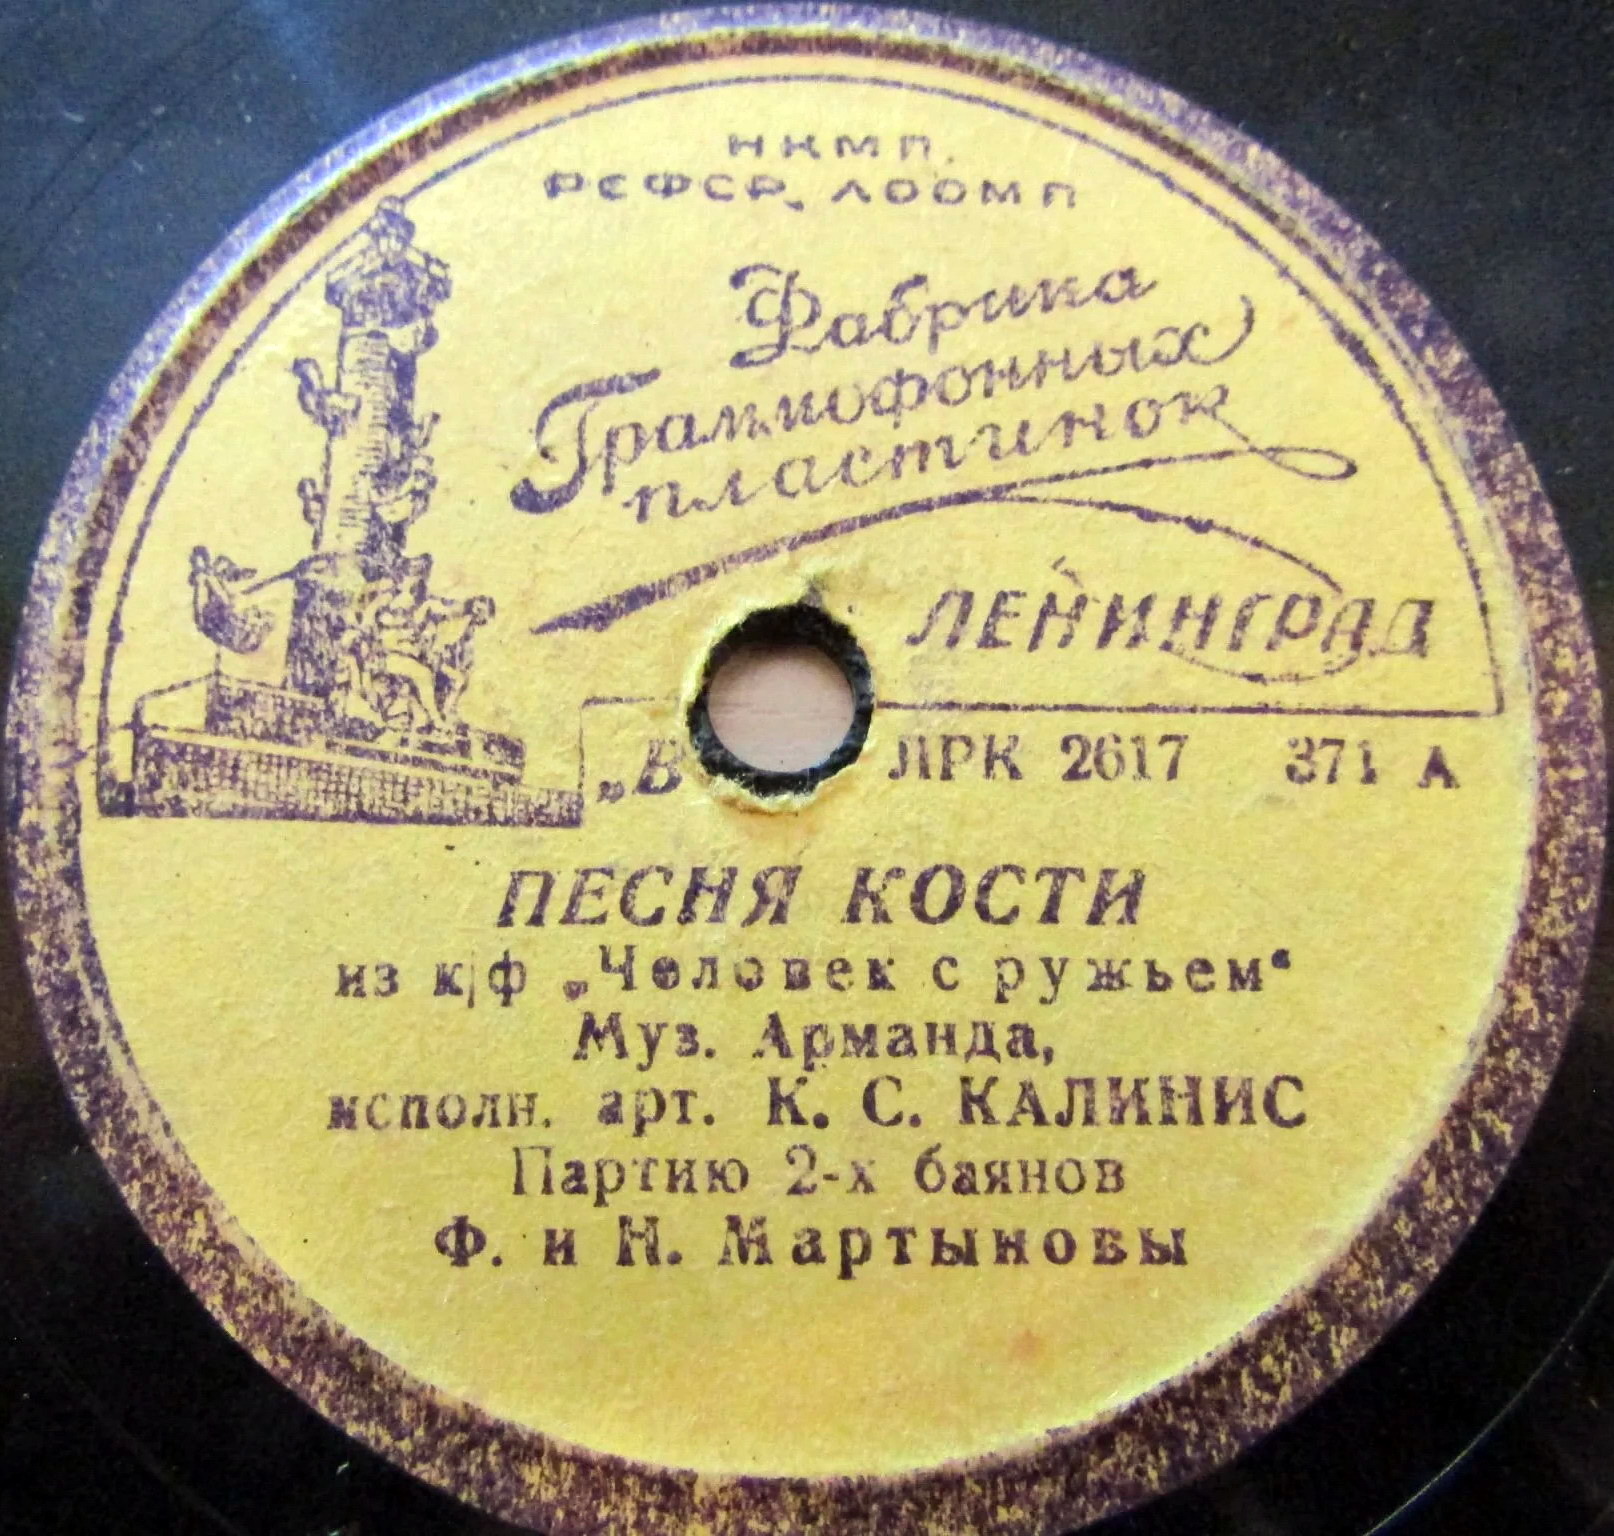 НКМП.
РСФСР, ЛООМП
Фабрика
Граммофонных
пластинок
ЛЕНИНГРАД
„В ЛРК 2617 371 А
ПЕСНЯ КОСТИ
из к/ф „Человек с ружьем“
Муз. Арманда,
исполн. арт. К. С. КАЛИНИС
Партию 2-х баянов
Ф. и Н. Мартыновы